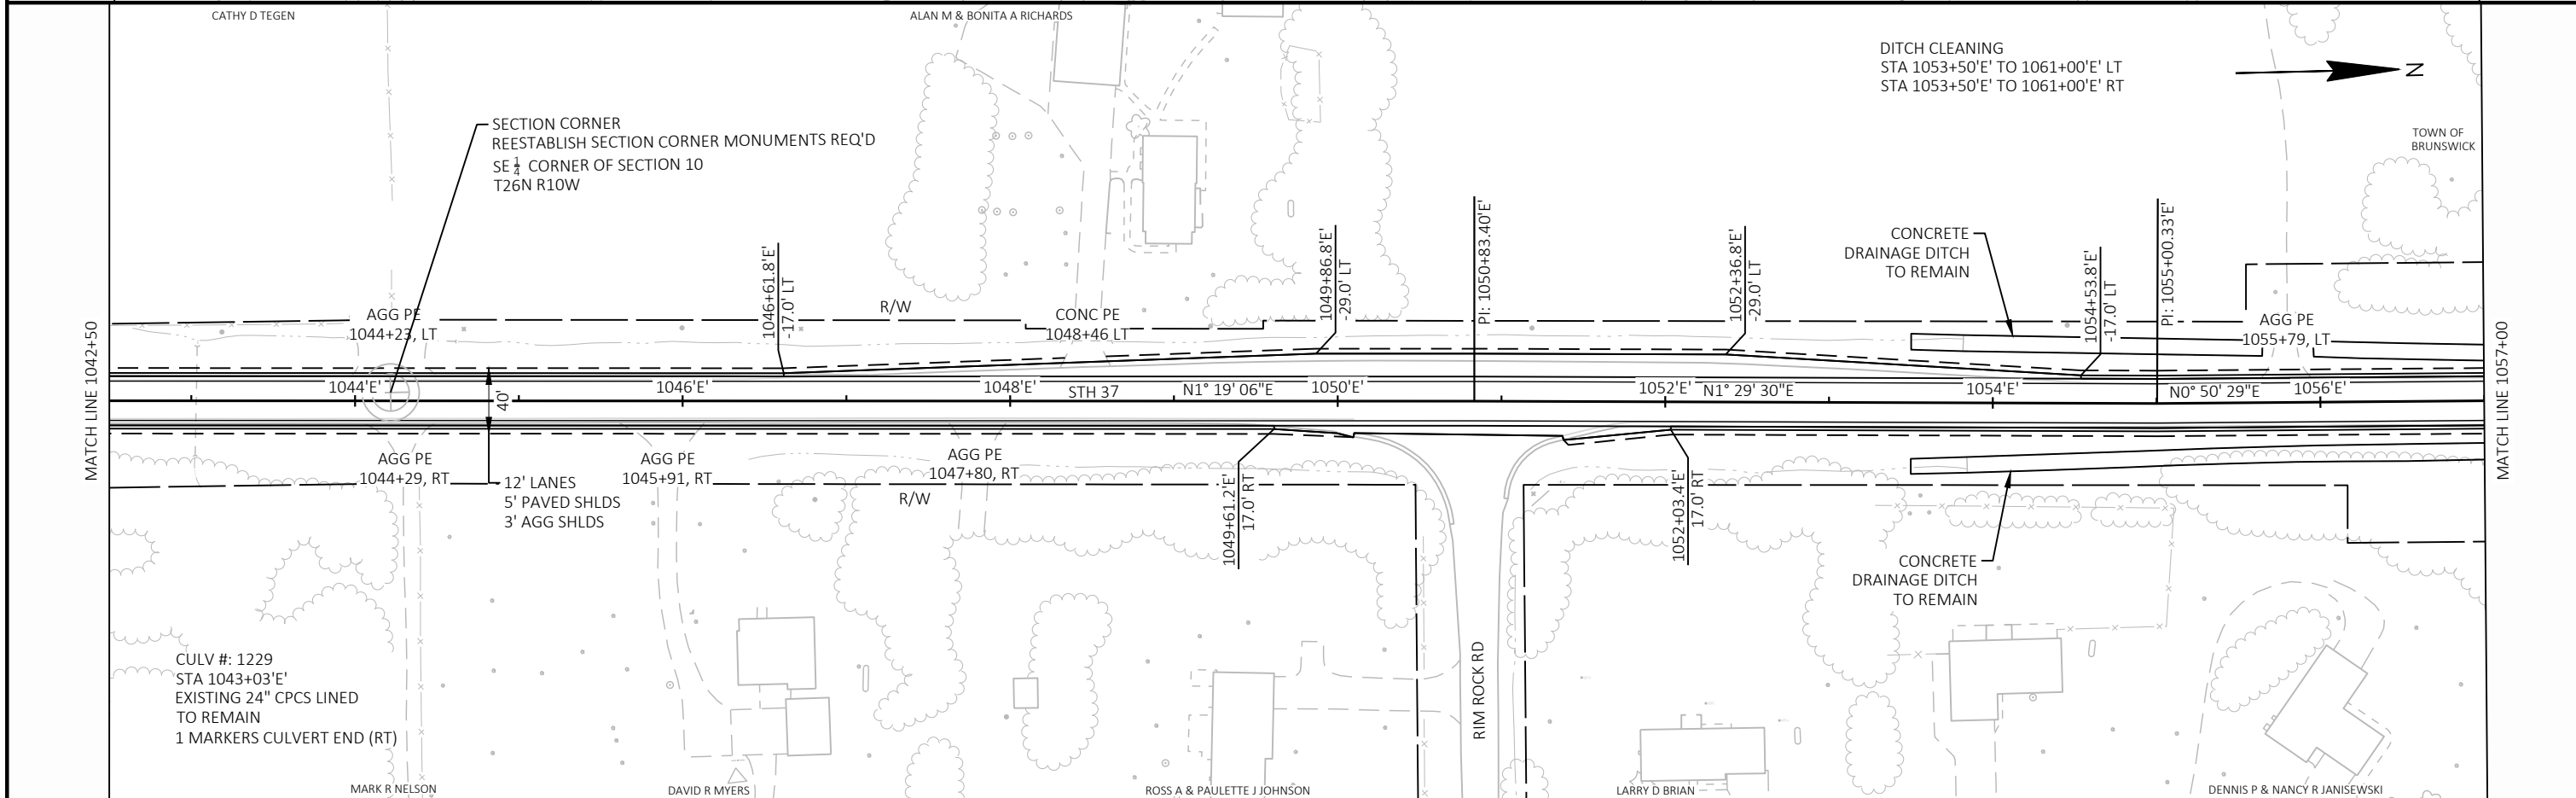 CATHY D TEGEN
ALAN M & BONITA A RICHARDS
DITCH CLEANING
STA 1053+50'E' TO 1061+00'E' LT
STA 1053+50'E' TO 1061+00'E' RT
N
TOWN OF
BRUNSWICK
SECTION CORNER
REESTABLISH SECTION CORNER MONUMENTS REQ'D
SE 1/4 CORNER OF SECTION 10
T26N R10W
MATCH LINE 1042+50
AGG PE
1044+23, LT
1046+61.8'E'
-17.0' LT
R/W
CONC PE
1048+46 LT
1049+86.8'E'
-29.0' LT
PI: 1050+83.40'E'
1052+36.8'E'
-29.0' LT
CONCRETE
DRAINAGE DITCH
TO REMAIN
1054+53.8'E'
-17.0' LT
PI: 1055+00.33'E'
AGG PE
1055+79, LT
MATCH LINE 1057+00
1044'E'
40'
1046'E'
1048'E'
STH 37
N1° 19' 06"E
1050'E'
1052'E'
N1° 29' 30"E
1054'E'
N0° 50' 29"E
1056'E'
AGG PE
1044+29, RT
12' LANES
5' PAVED SHLDS
3' AGG SHLDS
AGG PE
1045+91, RT
AGG PE
1047+80, RT
R/W
1049+61.2'E'
17.0' RT
1052+03.4'E'
17.0' RT
CONCRETE
DRAINAGE DITCH
TO REMAIN
RIM ROCK RD
CULV #: 1229
STA 1043+03'E'
EXISTING 24" CPCS LINED
TO REMAIN
1 MARKERS CULVERT END (RT)
MARK R NELSON
DAVID R MYERS
ROSS A & PAULETTE J JOHNSON
LARRY D BRIAN
DENNIS P & NANCY R JANISEWSKI